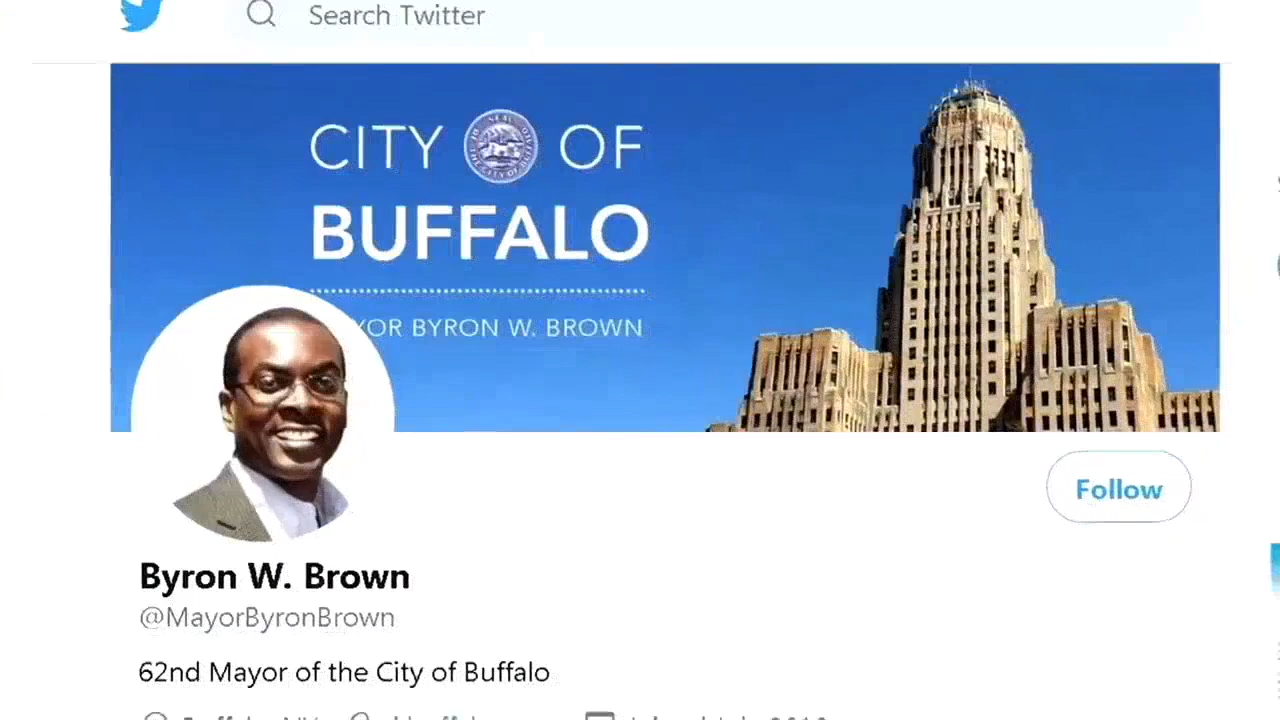 Search Twitter
CITY OF
BUFFALO
YOR BYRON W. BROWN
Follow
Byron W. Brown
@MayorByronBrown
62nd Mayor of the City of Buffalo